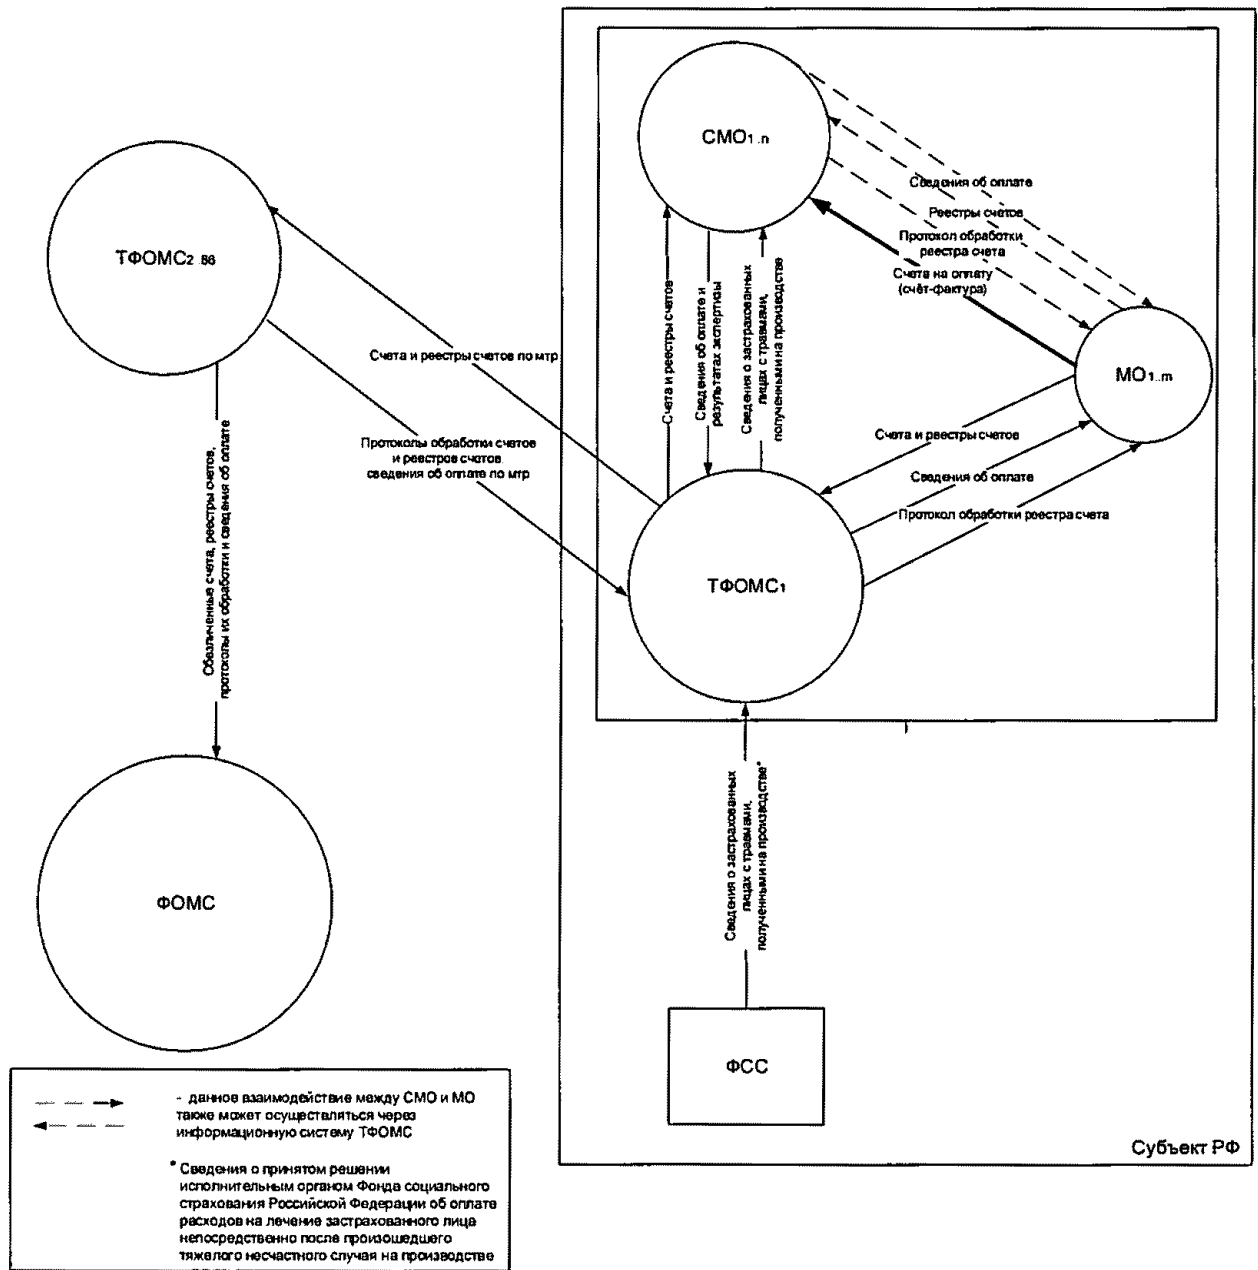 СМО1..n
Сведения об оплате
Реестры счетов
Протокол обработки
реестра счета
Счета на оплату
(счёт-фактура)
ТФОМС2..86
МО1..m
Счета и реестры счетов по мтр
Счета и реестры счетов
Сведения об оплате и
результатах экспертизы
Сведения о застрахованных
лицах с травмами,
полученными на производстве
Протоколы обработки счетов
и реестров счетов
сведения об оплате по мтр
Счета и реестры счетов
Сведения об оплате
Протокол обработки реестра счета
ТФОМС1
Обезличенные счета, реестры счетов,
протоколы их обработки и сведения об оплате
Сведения о застрахованных
лицах с травмами,
полученными на производстве*
ФОМС
ФСС
Субъект РФ
- данное взаимодействие между СМО и МО
также может осуществляться через
информационную систему ТФОМС
* Сведения о принятом решении
исполнительным органом Фонда социального
страхования Российской Федерации об оплате
расходов на лечение застрахованного лица
непосредственно после произошедшего
тяжелого несчастного случая на производстве